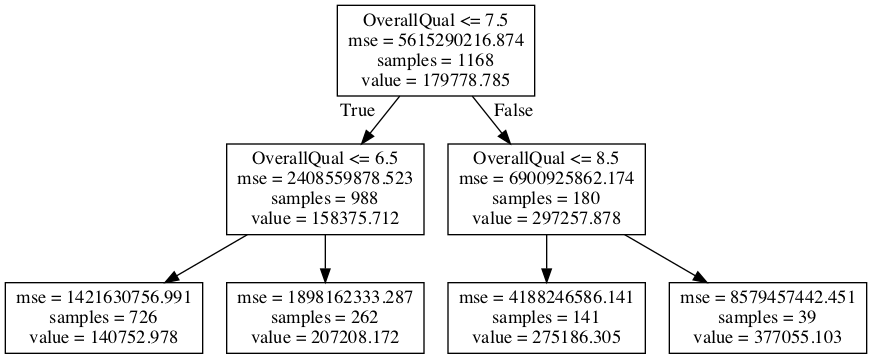 OverallQual <= 7.5
mse = 5615290216.874
samples = 1168
value = 179778.785
True
False
OverallQual <= 6.5
mse = 2408559878.523
samples = 988
value = 158375.712
OverallQual <= 8.5
mse = 6900925862.174
samples = 180
value = 297257.878
mse = 1421630756.991
samples = 726
value = 140752.978
mse = 1898162333.287
samples = 262
value = 207208.172
mse = 4188246586.141
samples = 141
value = 275186.305
mse = 8579457442.451
samples = 39
value = 377055.103